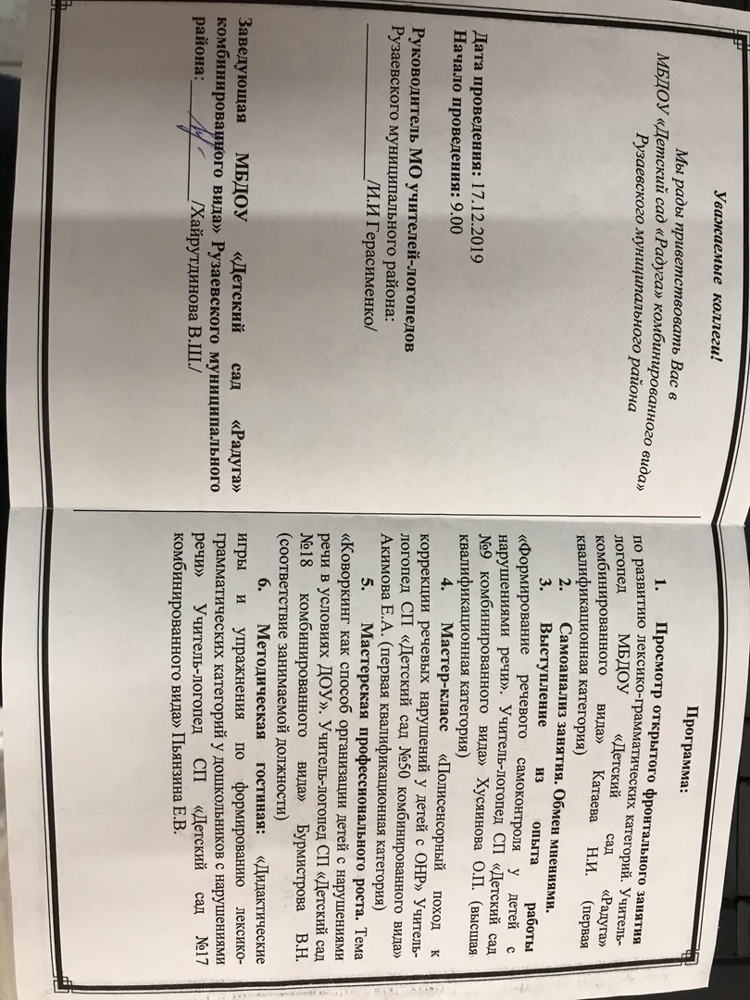 Уважаемые коллеги!
Мы рады приветствовать Вас в
МБДОУ «Детский сад «Радуга» комбинированного вида»
Рузаевского муниципального района
Дата проведения: 17.12.2019
Начало проведения: 9.00
Руководитель МО учителей-логопедов
Рузаевского муниципального района:
____________________/И.И Герасименко/
Заведующая МБДОУ «Детский сад «Радуга»
комбинированного вида» Рузаевского муниципального
района:______________/Хайрутдинова В.Ш./
Программа:
1. Просмотр открытого фронтального занятия
по развитию лексико-грамматических категорий. Учитель-
логопед МБДОУ «Детский сад «Радуга»
комбинированного вида» Катаева Н.И. (первая
квалификационная категория)
2. Самоанализ занятия. Обмен мнениями.
3. Выступление из опыта работы
«Формирование речевого самоконтроля у детей с
нарушениями речи». Учитель-логопед СП «Детский сад
№9 комбинированного вида» Хусяинова О.П. (высшая
квалификационная категория)
4. Мастер-класс «Полисенсорный поход к
коррекции речевых нарушений у детей с ОНР» Учитель-
логопед СП «Детский сад №50 комбинированного вида»
Акимова Е.А. (первая квалификационная категория)
5. Мастерская профессионального роста. Тема
«Коворкинг как способ организации детей с нарушениями
речи в условиях ДОУ». Учитель-логопед СП «Детский сад
№18 комбинированного вида» Бурмистрова В.Н.
(соответствие занимаемой должности)
6. Методическая гостиная: «Дидактические
игры и упражнения по формированию лексико-
грамматических категорий у дошкольников с нарушениями
речи» Учитель-логопед СП «Детский сад №17
комбинированного вида» Пьянзина Е.В.